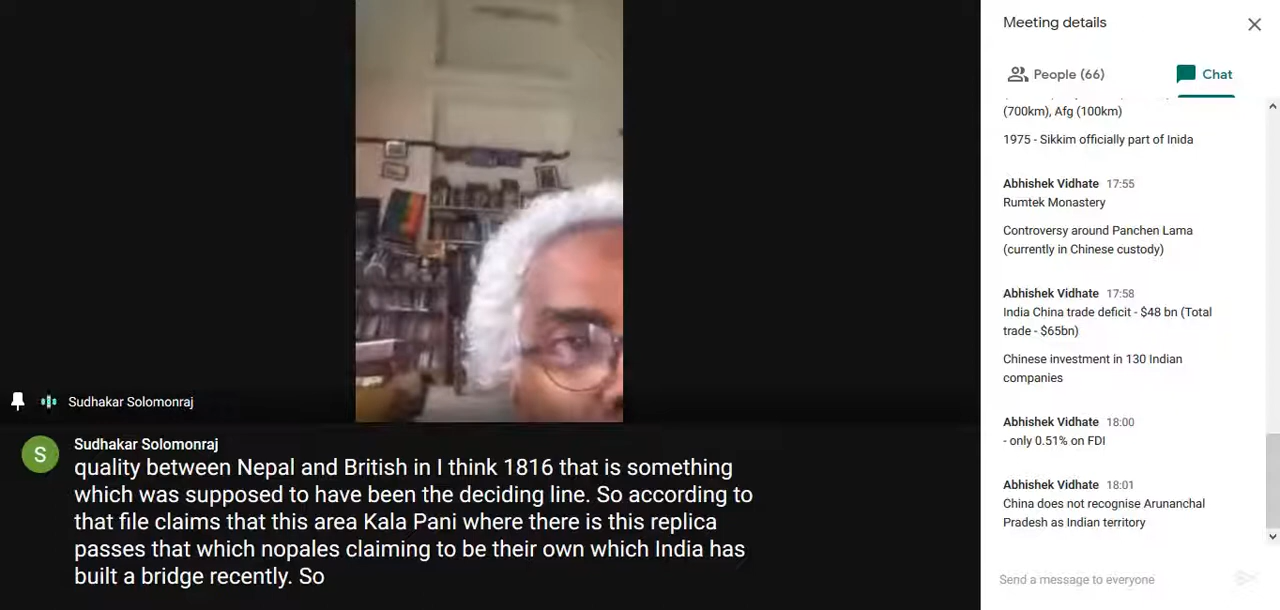 Meeting details
People (66)
Chat
(700km), Afg (100km)
1975 - Sikkim officially part of Inida
Abhishek Vidhate 17:55
Rumtek Monastery
Controversy around Panchen Lama
(currently in Chinese custody)
Abhishek Vidhate 17:58
India China trade deficit - $48 bn (Total
trade - $65bn)
Chinese investment in 130 Indian
companies
Abhishek Vidhate 18:00
- only 0.51% on FDI
Abhishek Vidhate 18:01
China does not recognise Arunanchal
Pradesh as Indian territory
Send a message to everyone
Sudhakar Solomonraj
S
Sudhakar Solomonraj
quality between Nepal and British in I think 1816 that is something
which was supposed to have been the deciding line. So according to
that file claims that this area Kala Pani where there is this replica
passes that which nopales claiming to be their own which India has
built a bridge recently. So